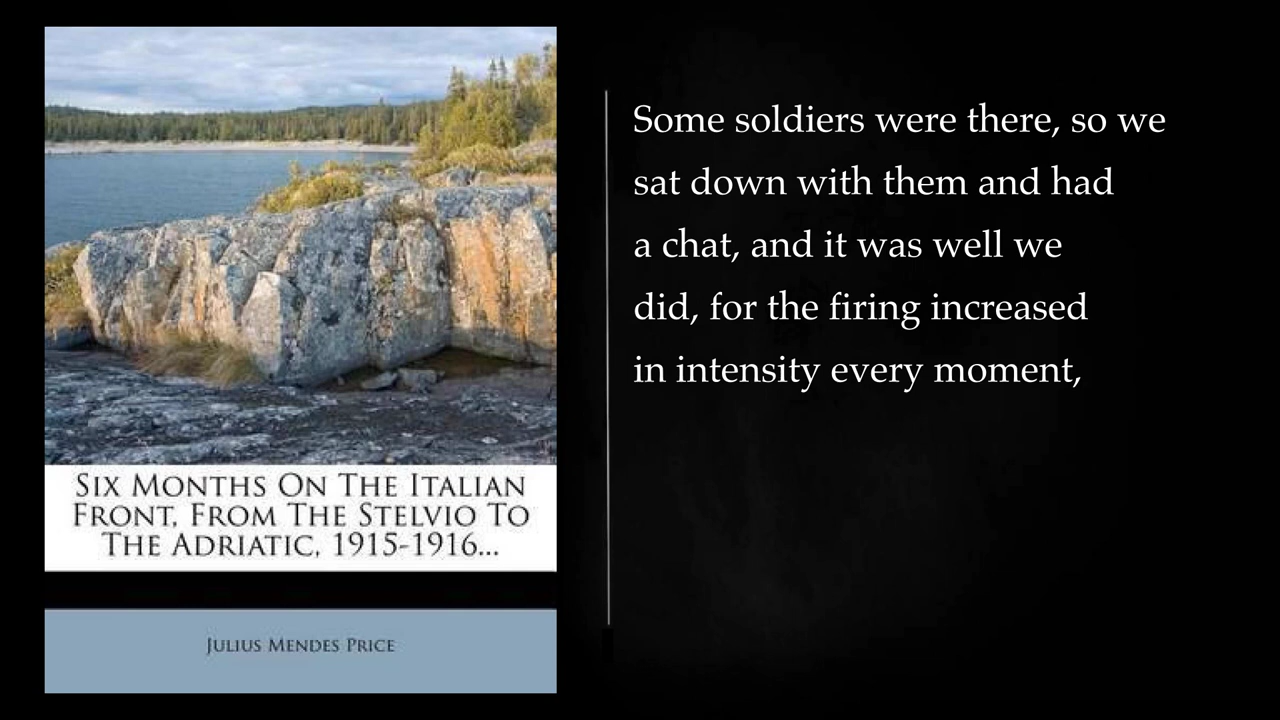 Six Months On The Italian
Front, From The Stelvio To
The Adriatic, 1915-1916...
Julius Mendes Price
Some soldiers were there, so we
sat down with them and had
a chat, and it was well we
did, for the firing increased
in intensity every moment,